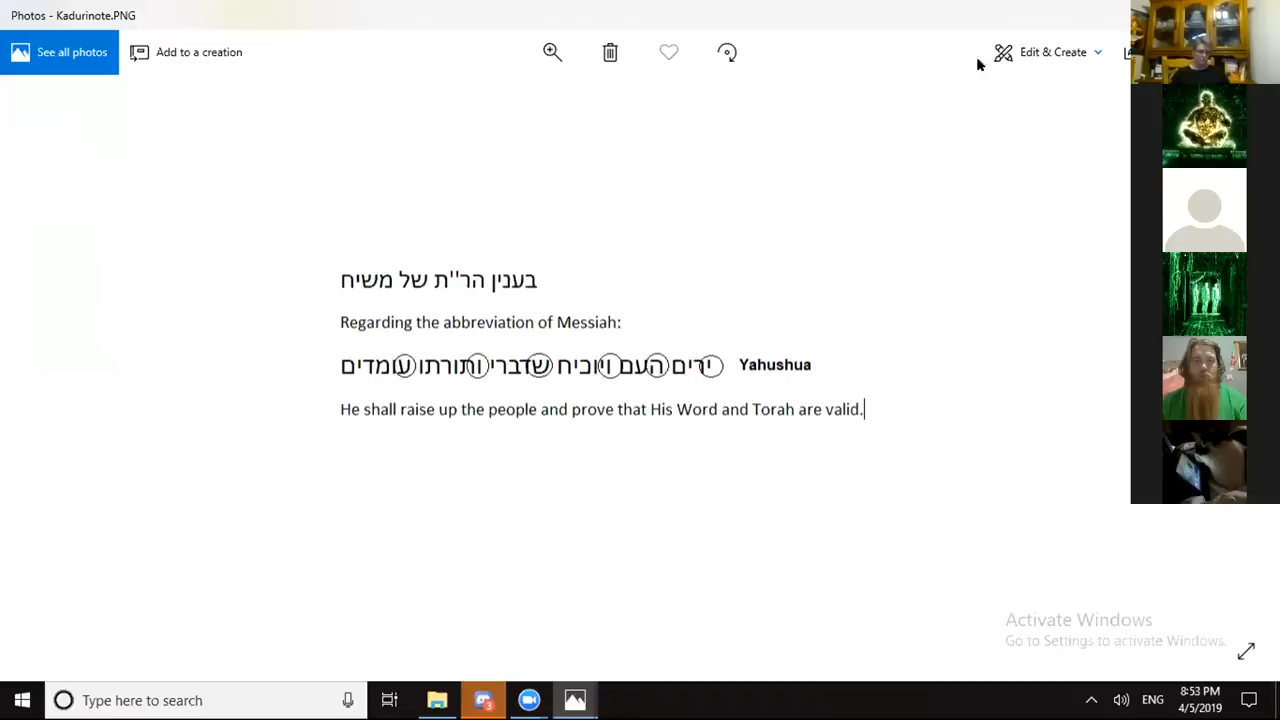 Photos - Kadurinote.PNG
See all photos
Add to a creation
Edit & Create
בענין הר''ת של משיח
Regarding the abbreviation of Messiah:
ירים העם ויוכיח שדברי ותורתו עומדים Yahushua
He shall raise up the people and prove that His Word and Torah are valid.
Activate Windows
Go to Settings to activate Windows.
Type here to search
3
ENG
8:53 PM
4/5/2019